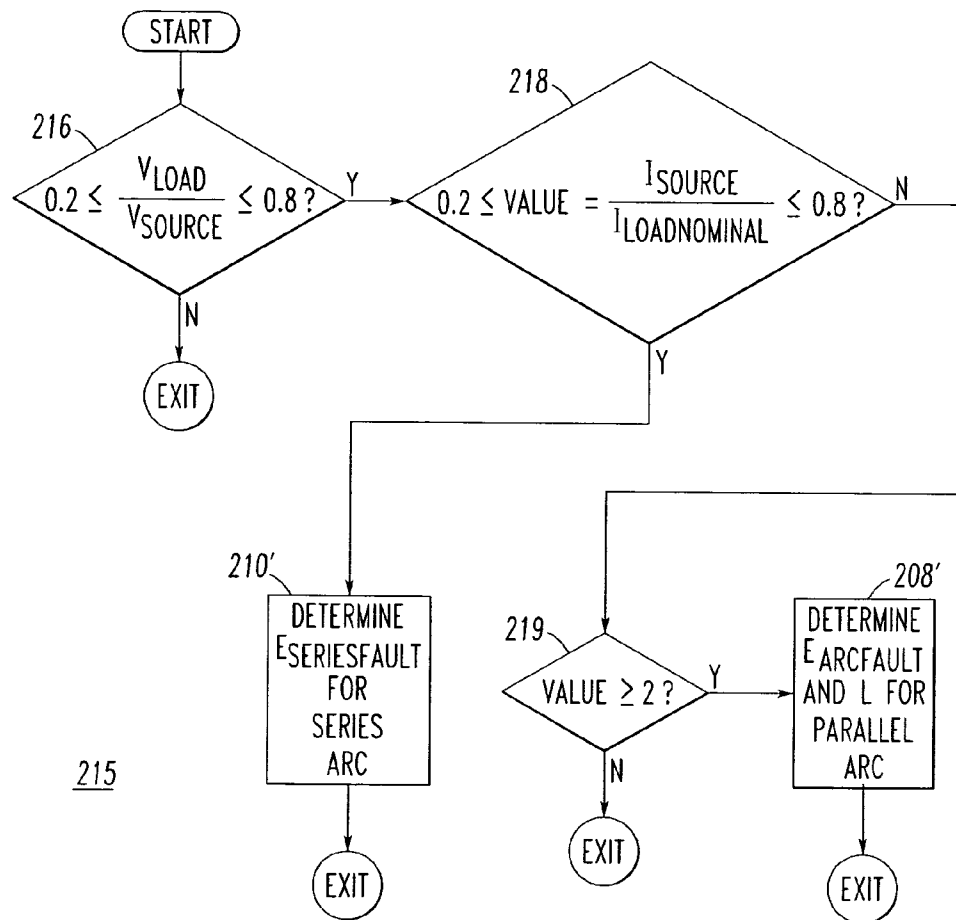 START
216
0.2 ≤ V_LOAD / V_SOURCE ≤ 0.8 ?
Y
N
EXIT
218
0.2 ≤ VALUE = I_SOURCE / I_LOADNOMINAL ≤ 0.8 ?
N
Y
210'
DETERMINE
E_SERIESFAULT
FOR
SERIES
ARC
EXIT
219
VALUE ≥ 2 ?
Y
N
EXIT
208'
DETERMINE
E_ARCFAULT
AND L FOR
PARALLEL
ARC
EXIT
215